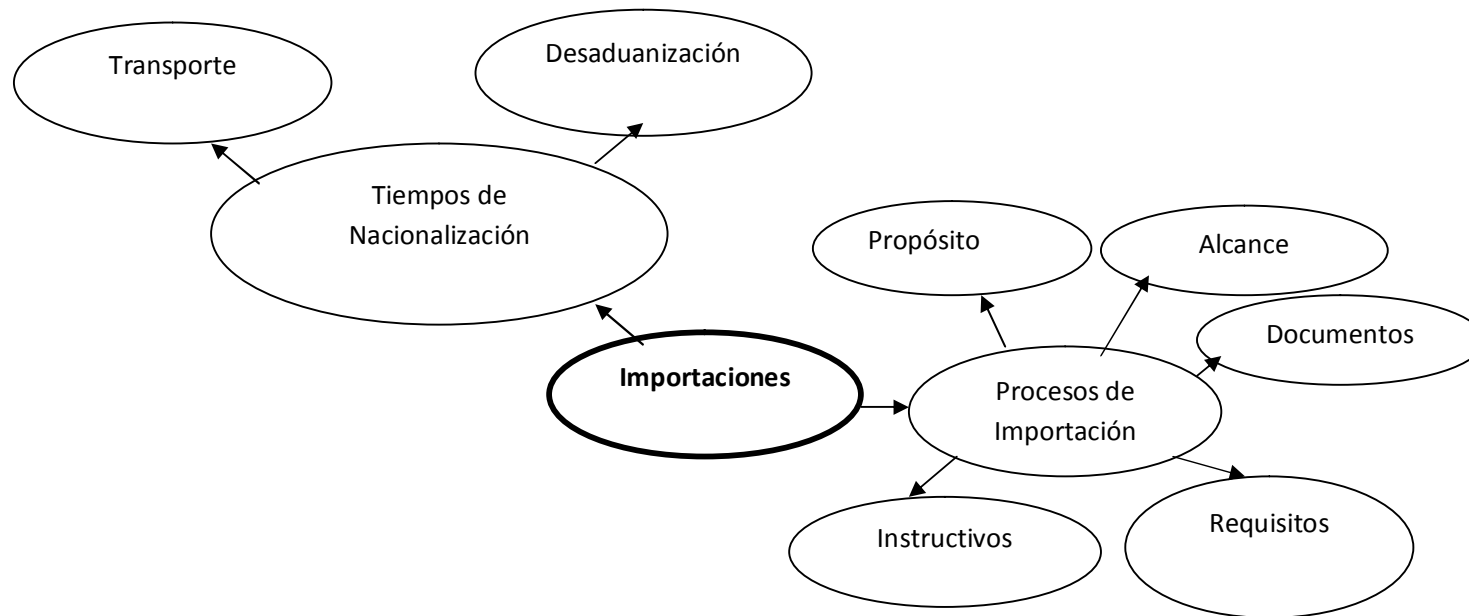 Transporte
Desaduanización
Tiempos de
Nacionalización
Propósito
Alcance
Documentos
Importaciones
Procesos de
Importación
Instructivos
Requisitos